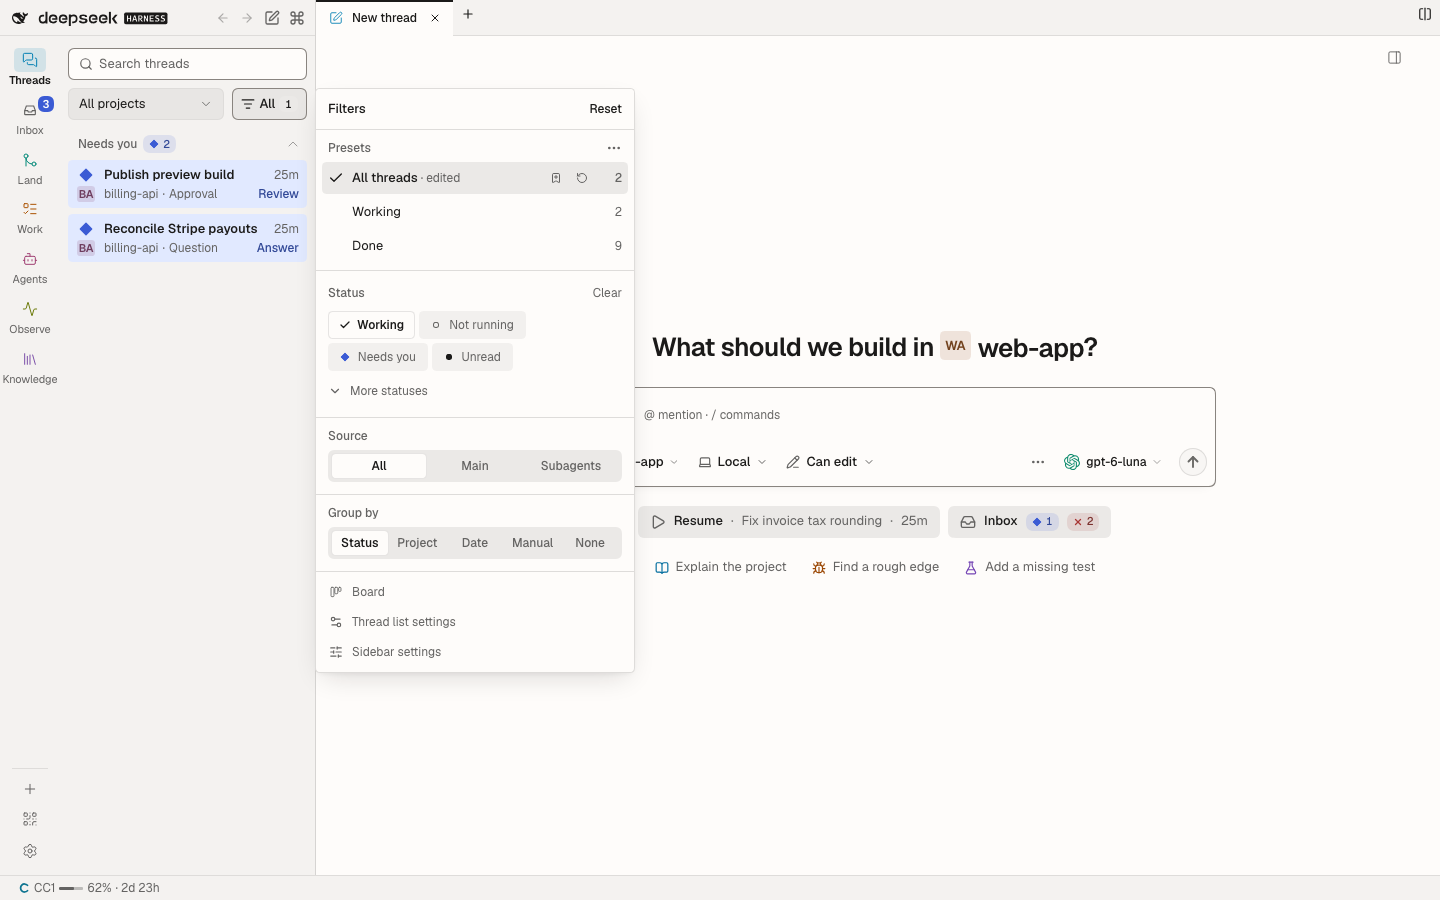 deepseek HARNESS
New thread
Search threads
Threads
All projects
All 1
3
Inbox
Needs you 2
Publish preview build 25m
BA billing-api · Approval Review
Land
Reconcile Stripe payouts 25m
BA billing-api · Question Answer
Work
Agents
Observe
Knowledge
Filters Reset
Presets
All threads · edited 2
Working 2
Done 9
Status Clear
Working Not running
Needs you Unread
More statuses
Source
All Main Subagents
Group by
Status Project Date Manual None
Board
Thread list settings
Sidebar settings
What should we build in WA web-app?
@ mention · / commands
-app Local Can edit gpt-6-luna
Resume · Fix invoice tax rounding · 25m
Inbox 1 2
Explain the project Find a rough edge Add a missing test
C CC1 62% · 2d 23h